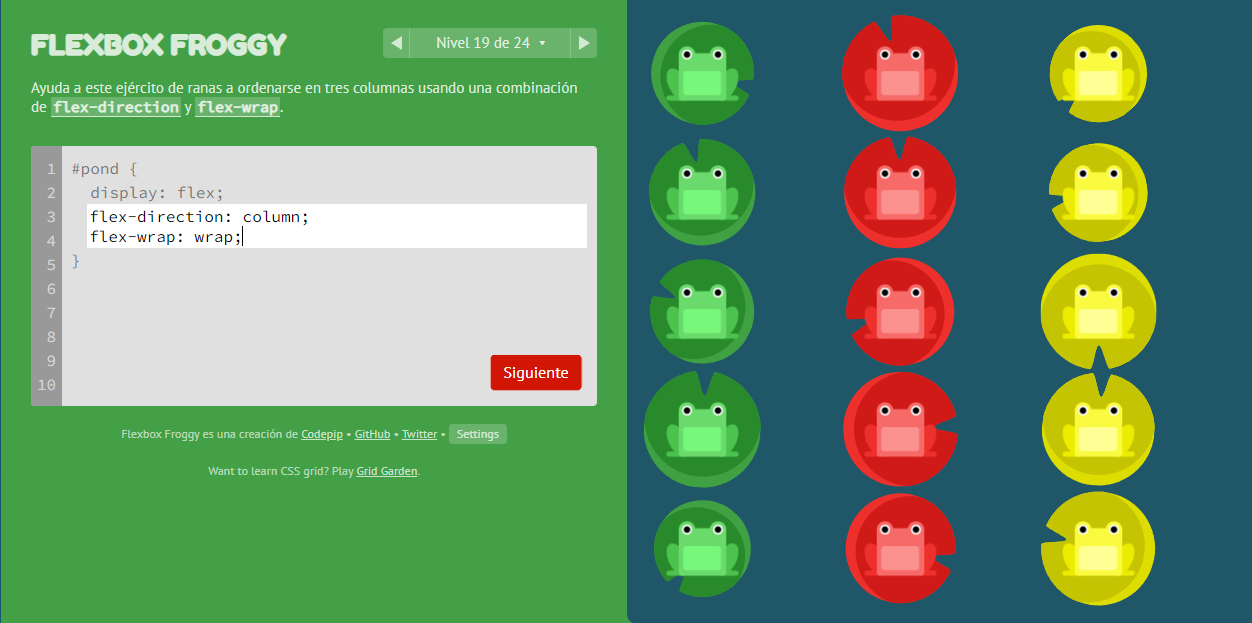 FLEXBOX FROGGY
Nivel 19 de 24
Ayuda a este ejército de ranas a ordenarse en tres columnas usando una combinación
de flex-direction y flex-wrap.
1 #pond {
2 display: flex;
3 flex-direction: column;
4 flex-wrap: wrap;
5 }
6
7
8
9
10
Siguiente
Flexbox Froggy es una creación de Codepip • GitHub • Twitter • Settings
Want to learn CSS grid? Play Grid Garden.